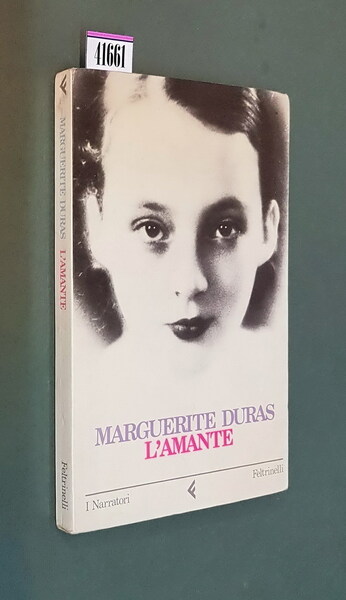 41661
MARGUERITE DURAS L'AMANTE
Feltrinelli
MARGUERITE DURAS
L'AMANTE
I Narratori
Feltrinelli